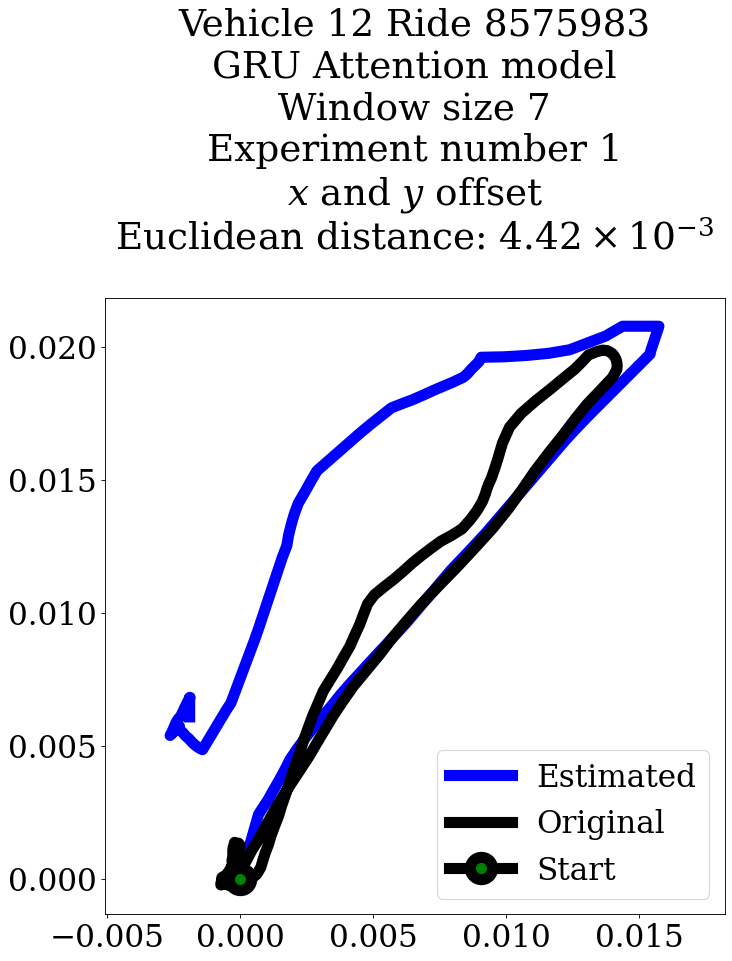 Vehicle 12 Ride 8575983
GRU Attention model
Window size 7
Experiment number 1
x and y offset
Euclidean distance: 4.42 × 10⁻³
0.020
0.015
0.010
0.005
0.000
Estimated
Original
Start
−0.005 0.000 0.005 0.010 0.015